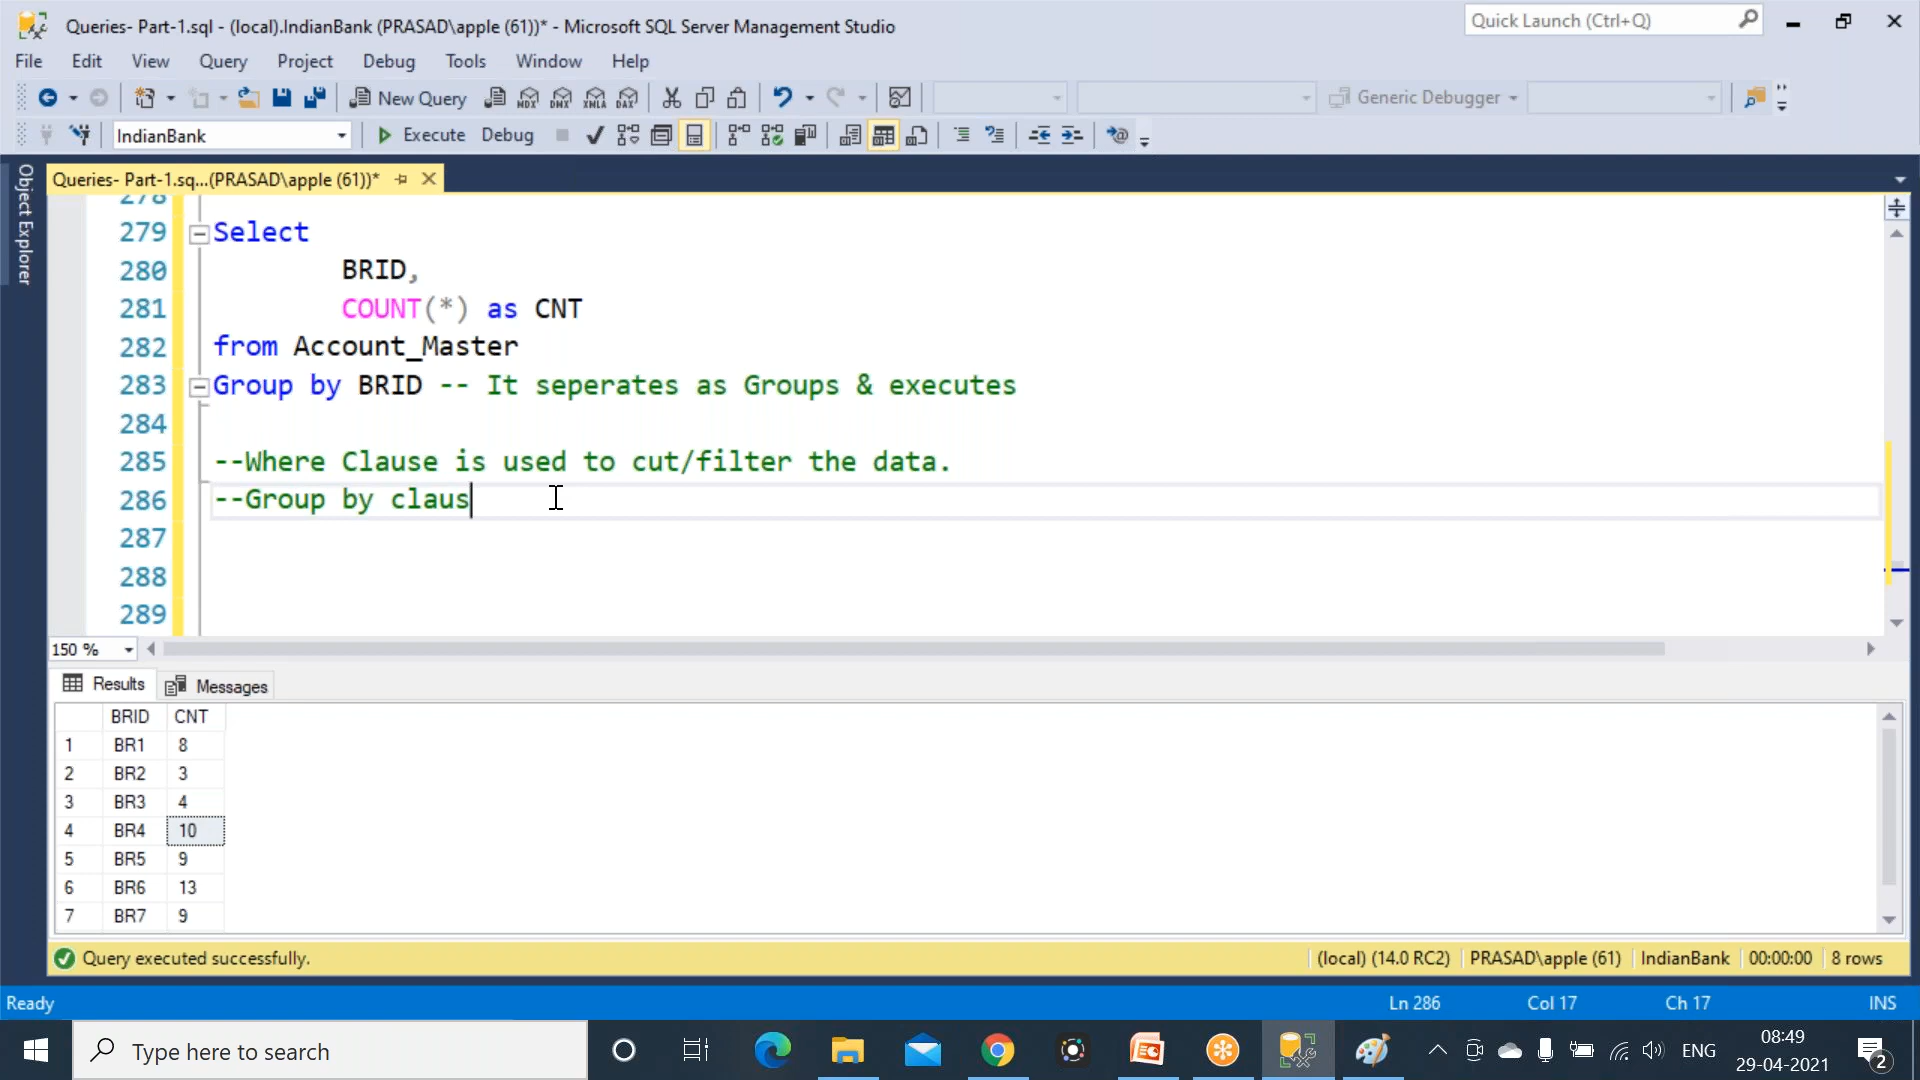 Queries- Part-1.sql - (local).IndianBank (PRASAD\apple (61))* - Microsoft SQL Server Management Studio
Quick Launch (Ctrl+Q)
File Edit View Query Project Debug Tools Window Help
New Query MDX DMX XMLA DAX Generic Debugger
IndianBank Execute Debug
Object Explorer
Queries- Part-1.sq...(PRASAD\apple (61))*
278
279 Select
280 BRID,
281 COUNT(*) as CNT
282 from Account_Master
283 Group by BRID -- It seperates as Groups & executes
284
285 --Where Clause is used to cut/filter the data.
286 --Group by claus
287
288
289
150 %
Results Messages
BRID CNT
1 BR1 8
2 BR2 3
3 BR3 4
4 BR4 10
5 BR5 9
6 BR6 13
7 BR7 9
Query executed successfully. (local) (14.0 RC2) PRASAD\apple (61) IndianBank 00:00:00 8 rows
Ready Ln 286 Col 17 Ch 17 INS
Type here to search
ENG
08:49
29-04-2021
2